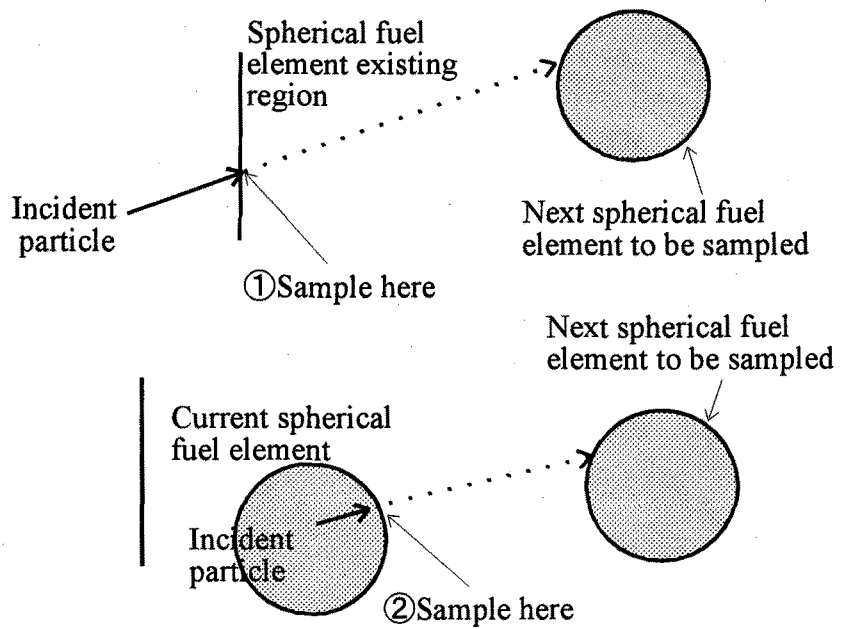 Spherical fuel
element existing
region
Incident
particle
Next spherical fuel
element to be sampled
①Sample here
Next spherical fuel
element to be sampled
Current spherical
fuel element
Incident
particle
②Sample here